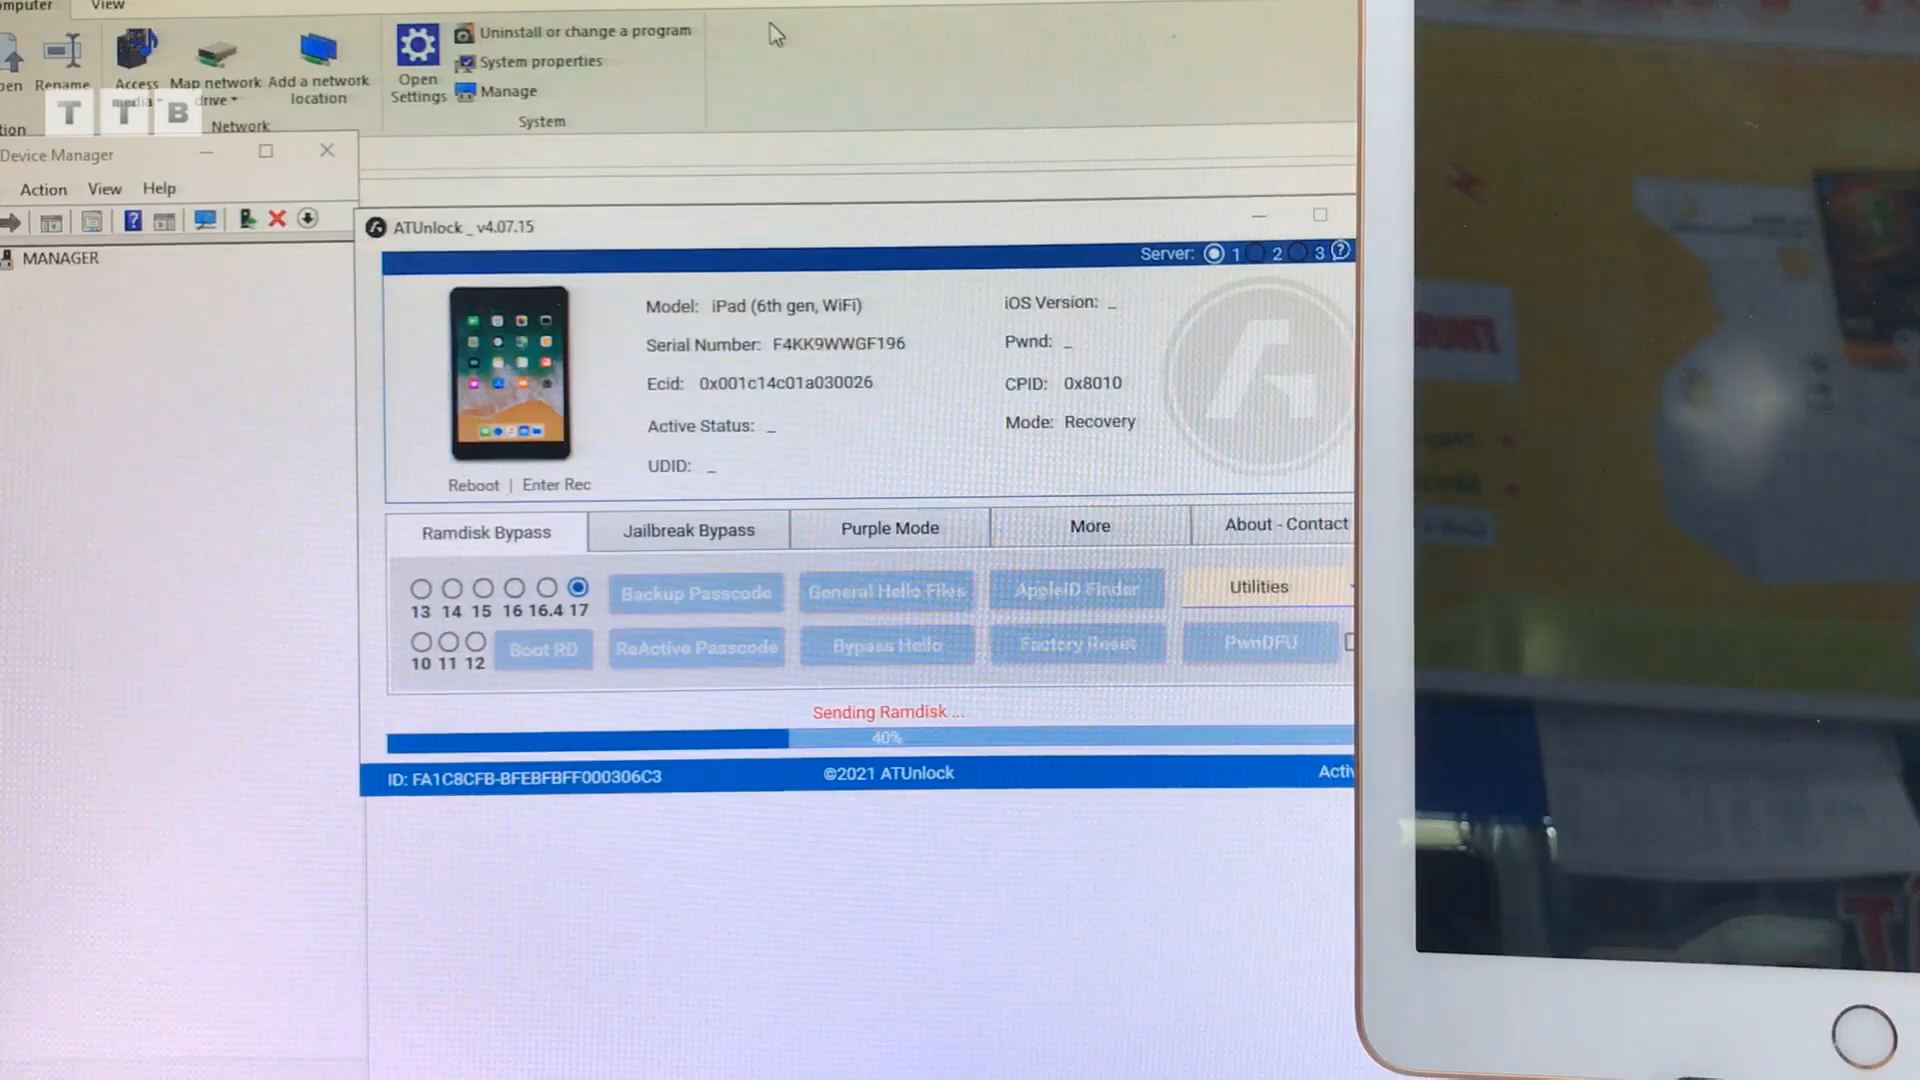 omputer View
Uninstall or change a program
System properties
Manage
Rename
Access
Map network
drive
Add a network
location
Open
Settings
Network
System
T T B
Device Manager
Action View Help
MANAGER
ATUnlock _ v4.07.15
Server: 1 2 3
Model: iPad (6th gen, WiFi)
Serial Number: F4KK9WWGF196
Ecid: 0x001c14c01a030026
Active Status: _
UDID: _
iOS Version: _
Pwnd: _
CPID: 0x8010
Mode: Recovery
Reboot | Enter Rec
Ramdisk Bypass
Jailbreak Bypass
Purple Mode
More
About - Contact
13 14 15 16 16.4 17
10 11 12
Boot RD
Backup Passcode
General Hello Files
AppleID Finder
Utilities
ReActive Passcode
Bypass Hello
Factory Reset
PwnDFU
Sending Ramdisk ...
40%
ID: FA1C8CFB-BFEBFBFF000306C3
©2021 ATUnlock
Activ